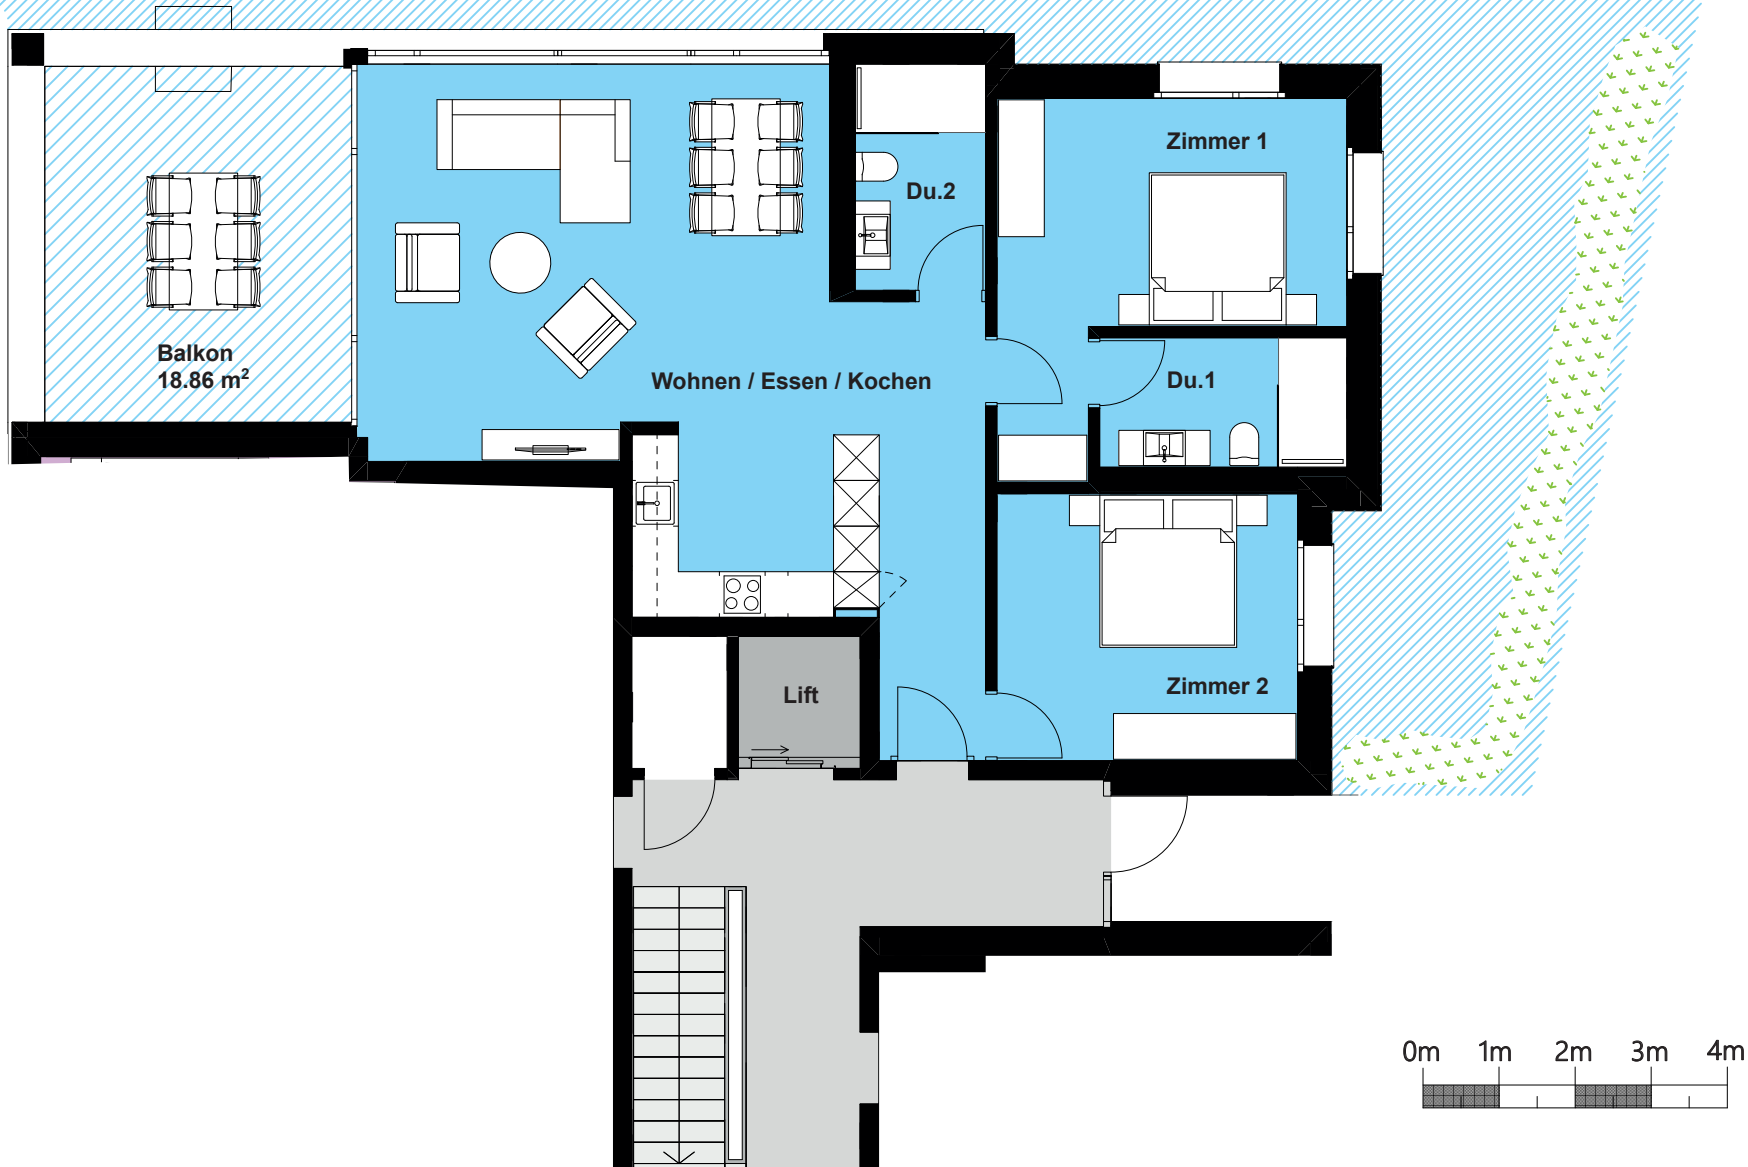 Zimmer 1
Du.2
Balkon
18.86 m²
Wohnen / Essen / Kochen
Du.1
Zimmer 2
Lift
0m 1m 2m 3m 4m